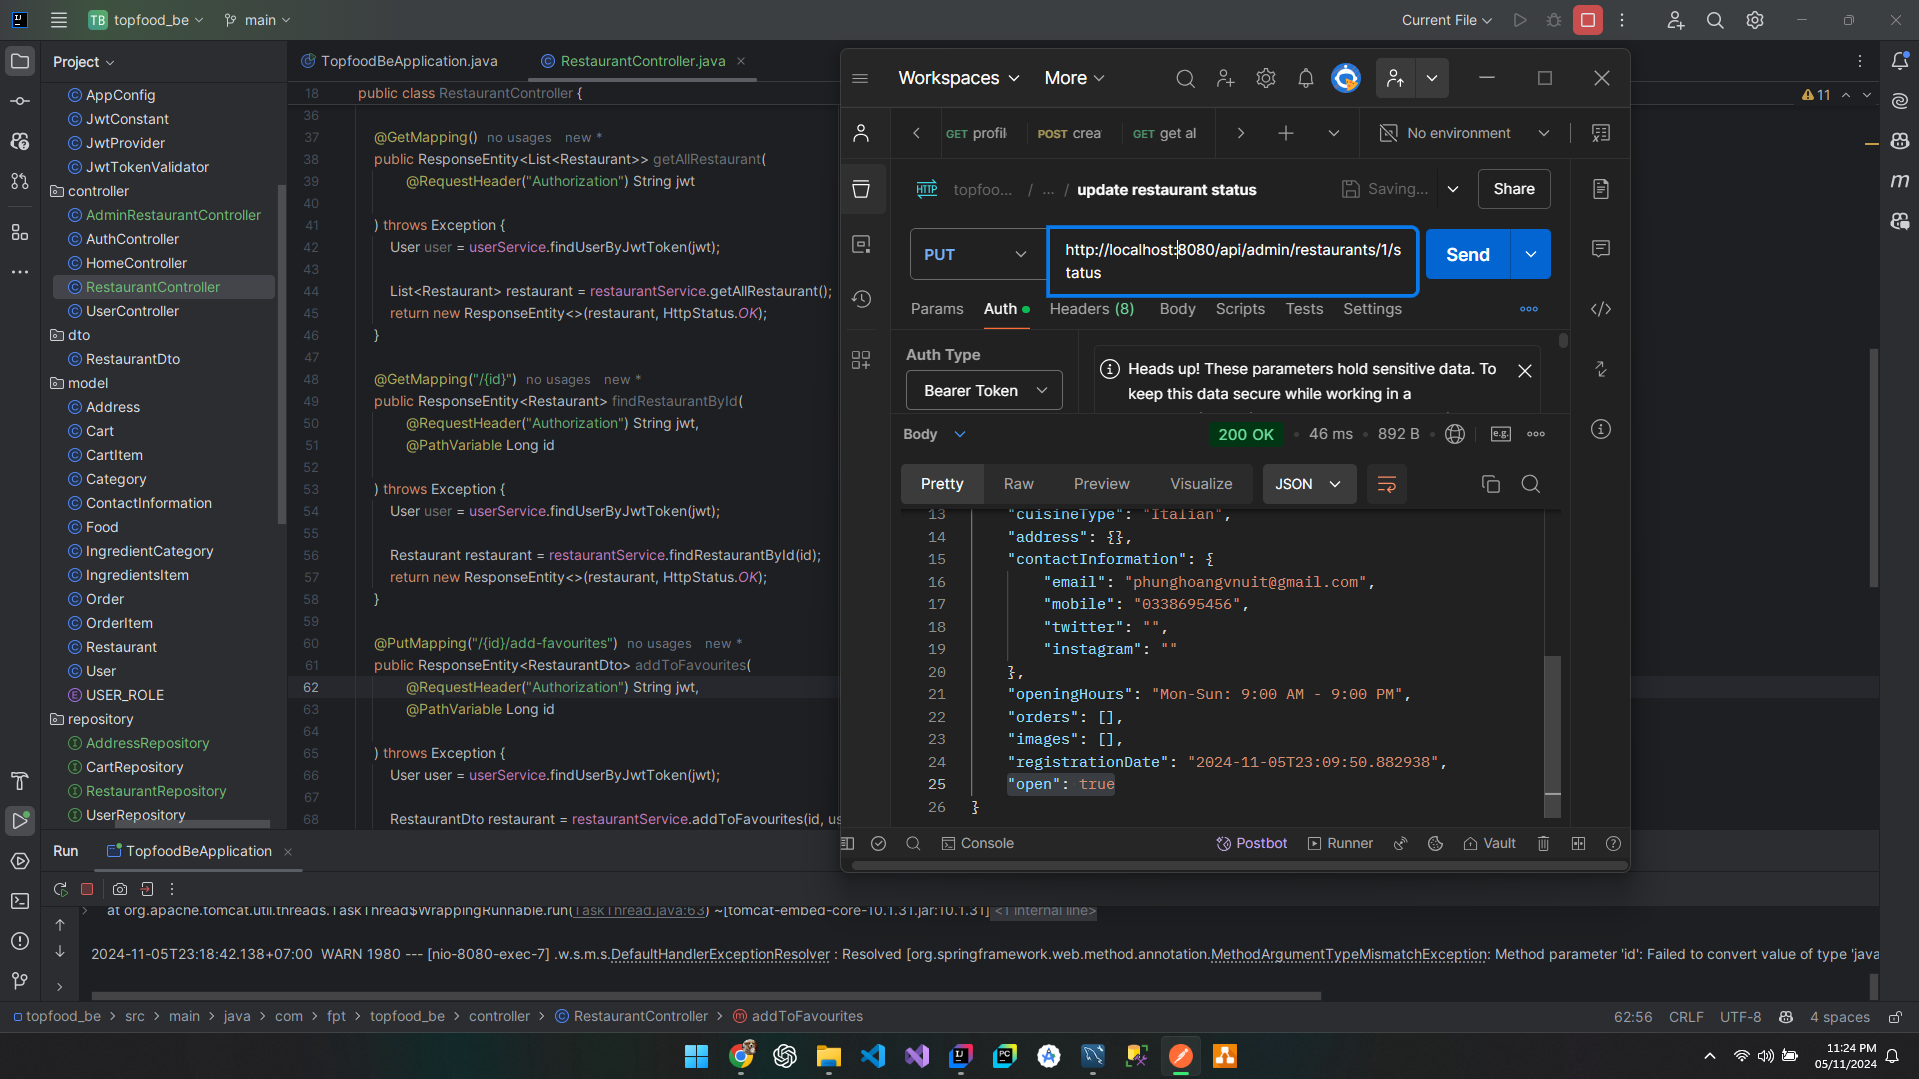 TB topfood_be
main
Current File
Project
AppConfig
JwtConstant
JwtProvider
JwtTokenValidator
controller
AdminRestaurantController
AuthController
HomeController
RestaurantController
UserController
dto
RestaurantDto
model
Address
Cart
CartItem
Category
ContactInformation
Food
IngredientCategory
IngredientsItem
Order
OrderItem
Restaurant
User
USER_ROLE
repository
AddressRepository
CartRepository
RestaurantRepository
UserRepository
TopfoodBeApplication.java
RestaurantController.java
11
18 public class RestaurantController {
36
37 @GetMapping() no usages new *
38 public ResponseEntity<List<Restaurant>> getAllRestaurant(
39 @RequestHeader("Authorization") String jwt
40
41 ) throws Exception {
42 User user = userService.findUserByJwtToken(jwt);
43
44 List<Restaurant> restaurant = restaurantService.getAllRestaurant();
45 return new ResponseEntity<>(restaurant, HttpStatus.OK);
46 }
47
48 @GetMapping("/{id}") no usages new *
49 public ResponseEntity<Restaurant> findRestaurantById(
50 @RequestHeader("Authorization") String jwt,
51 @PathVariable Long id
52
53 ) throws Exception {
54 User user = userService.findUserByJwtToken(jwt);
55
56 Restaurant restaurant = restaurantService.findRestaurantById(id);
57 return new ResponseEntity<>(restaurant, HttpStatus.OK);
58 }
59
60 @PutMapping("/{id}/add-favourites") no usages new *
61 public ResponseEntity<RestaurantDto> addToFavourites(
62 @RequestHeader("Authorization") String jwt,
63 @PathVariable Long id
64
65 ) throws Exception {
66 User user = userService.findUserByJwtToken(jwt);
67
68 RestaurantDto restaurant = restaurantService.addToFavourites(id, us
Workspaces
More
GET profil
POST crea
GET get al
No environment
HTTP
topfoo... / ... / update restaurant status
Saving...
Share
PUT
http://localhost:8080/api/admin/restaurants/1/s
tatus
Send
Params Auth Headers (8) Body Scripts Tests Settings
Auth Type
Bearer Token
Heads up! These parameters hold sensitive data. To
keep this data secure while working in a
Body
200 OK 46 ms 892 B
e.g.
Pretty Raw Preview Visualize JSON
13 "cuisineType": "Italian",
14 "address": {},
15 "contactInformation": {
16 "email": "phunghoangvnuit@gmail.com",
17 "mobile": "0338695456",
18 "twitter": "",
19 "instagram": ""
20 },
21 "openingHours": "Mon-Sun: 9:00 AM - 9:00 PM",
22 "orders": [],
23 "images": [],
24 "registrationDate": "2024-11-05T23:09:50.882938",
25 "open": true
26 }
Console
Postbot
Runner
Vault
Run
TopfoodBeApplication
at org.apache.tomcat.util.threads.TaskThread$WrappingRunnable.run(TaskThread.java:63) ~[tomcat-embed-core-10.1.31.jar:10.1.31] <1 internal line>
2024-11-05T23:18:42.138+07:00 WARN 1980 --- [nio-8080-exec-7] .w.s.m.s.DefaultHandlerExceptionResolver : Resolved [org.springframework.web.method.annotation.MethodArgumentTypeMismatchException: Method parameter 'id': Failed to convert value of type 'java
topfood_be > src > main > java > com > fpt > topfood_be > controller > RestaurantController > addToFavourites
62:56 CRLF UTF-8 4 spaces
11:24 PM
05/11/2024